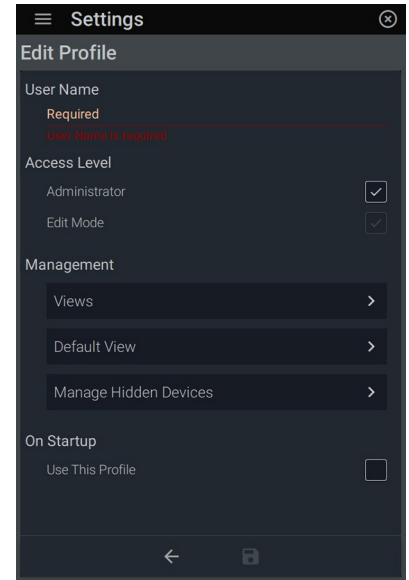 Settings
Edit Profile
User Name
Required
User Name is required
Access Level
Administrator
Edit Mode
Management
Views
Default View
Manage Hidden Devices
On Startup
Use This Profile